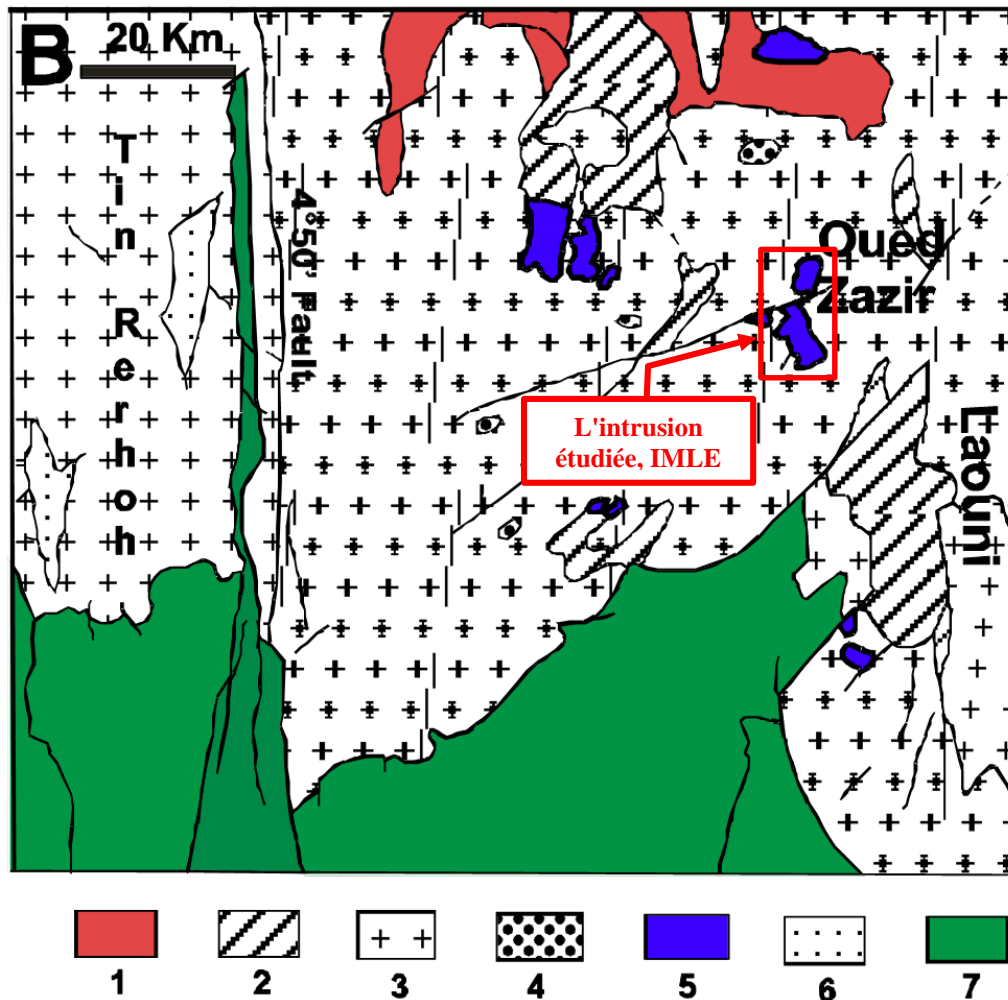 B
20 Km
Tin Rerhoh
4°50' Fault
Oued
Zazir
L'intrusion
étudiée, IMLE
Laouni
1 2 3 4 5 6 7